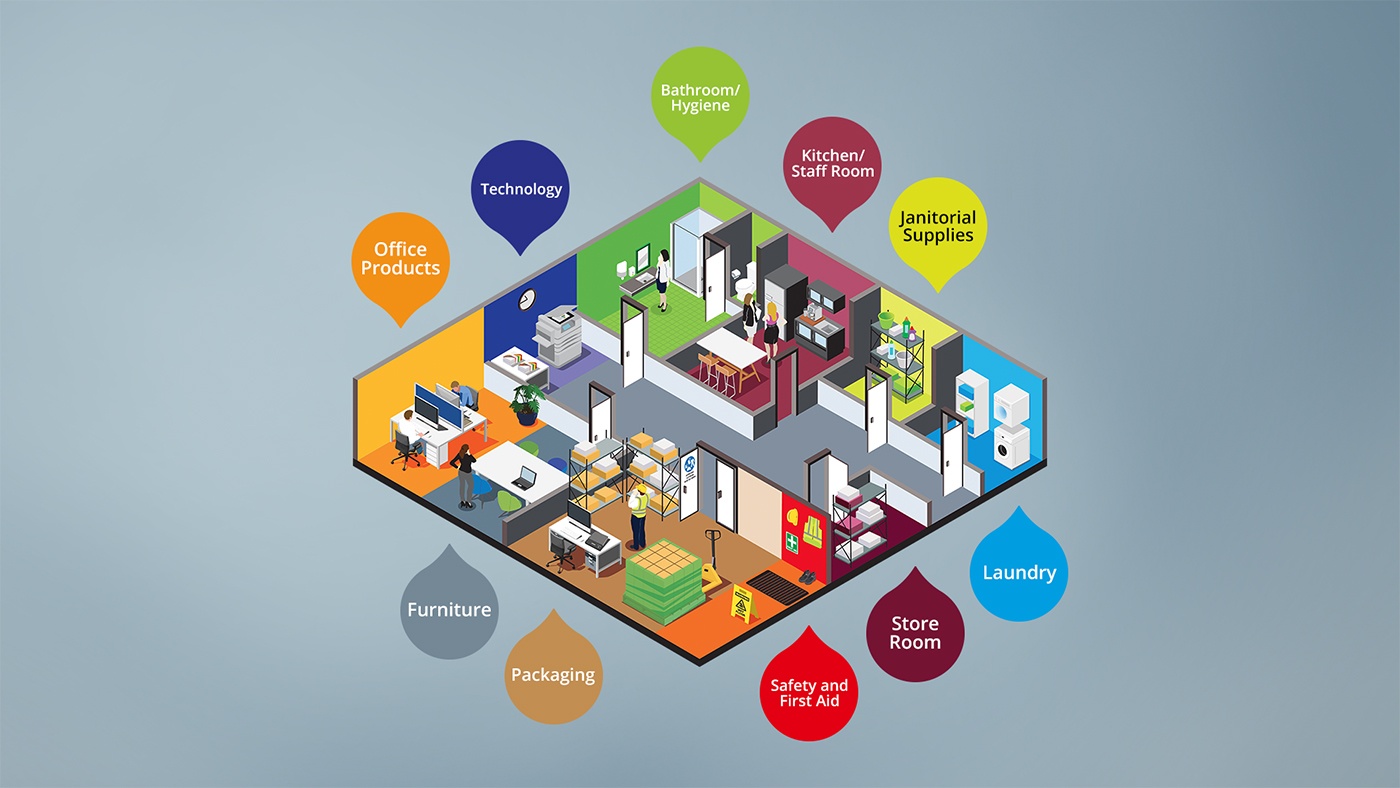 Bathroom/
Hygiene
Kitchen/
Staff Room
Technology
Janitorial
Supplies
Office
Products
Laundry
Furniture
Store
Room
Packaging
Safety and
First Aid